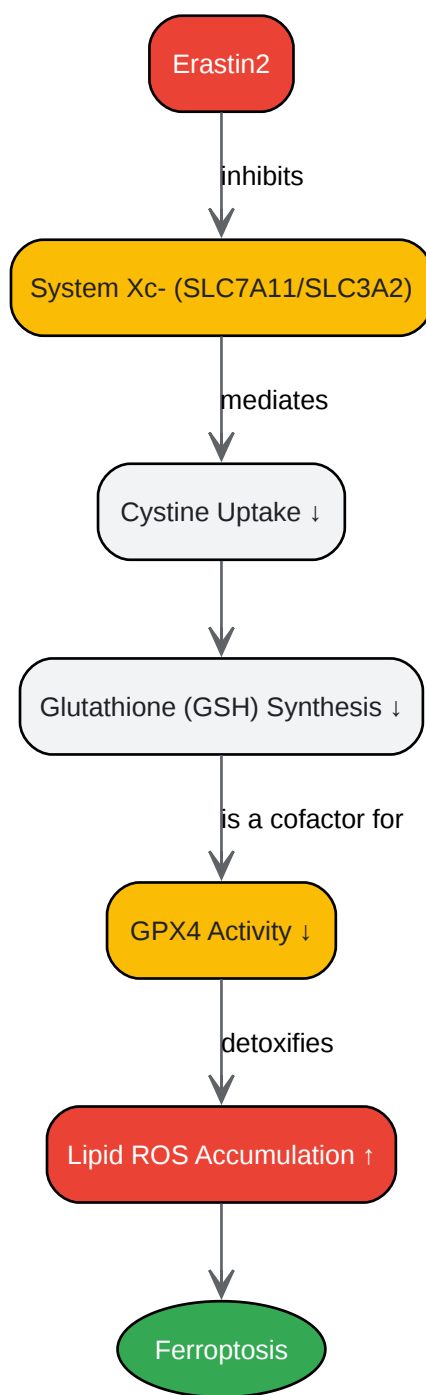 Erastin2
inhibits
System Xc- (SLC7A11/SLC3A2)
mediates
Cystine Uptake ↓
Glutathione (GSH) Synthesis ↓
is a cofactor for
GPX4 Activity ↓
detoxifies
Lipid ROS Accumulation ↑
Ferroptosis